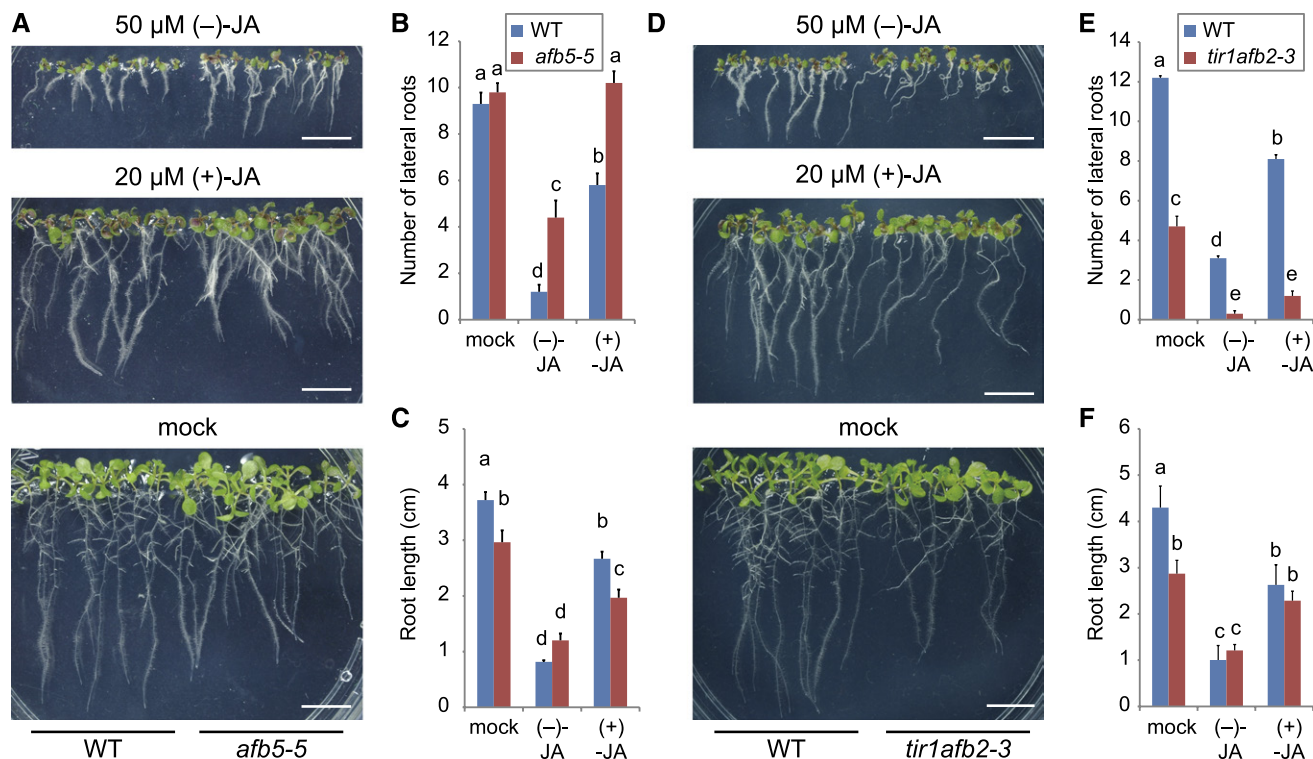 A
50 µM (–)-JA
20 µM (+)-JA
mock
WT
afb5-5
B
WT
afb5-5
Number of lateral roots
12
10
8
6
4
2
0
a
a
d
c
b
a
mock
(–)-
JA
(+)
-JA
C
Root length (cm)
5
4
3
2
1
0
a
b
d
d
b
c
mock
(–)-
JA
(+)
-JA
D
50 µM (–)-JA
20 µM (+)-JA
mock
WT
tir1afb2-3
E
WT
tir1afb2-3
Number of lateral roots
14
12
10
8
6
4
2
0
a
c
d
e
b
e
mock
(–)-
JA
(+)
-JA
F
Root length (cm)
6
5
4
3
2
1
0
a
b
c
c
b
b
mock
(–)-
JA
(+)
-JA